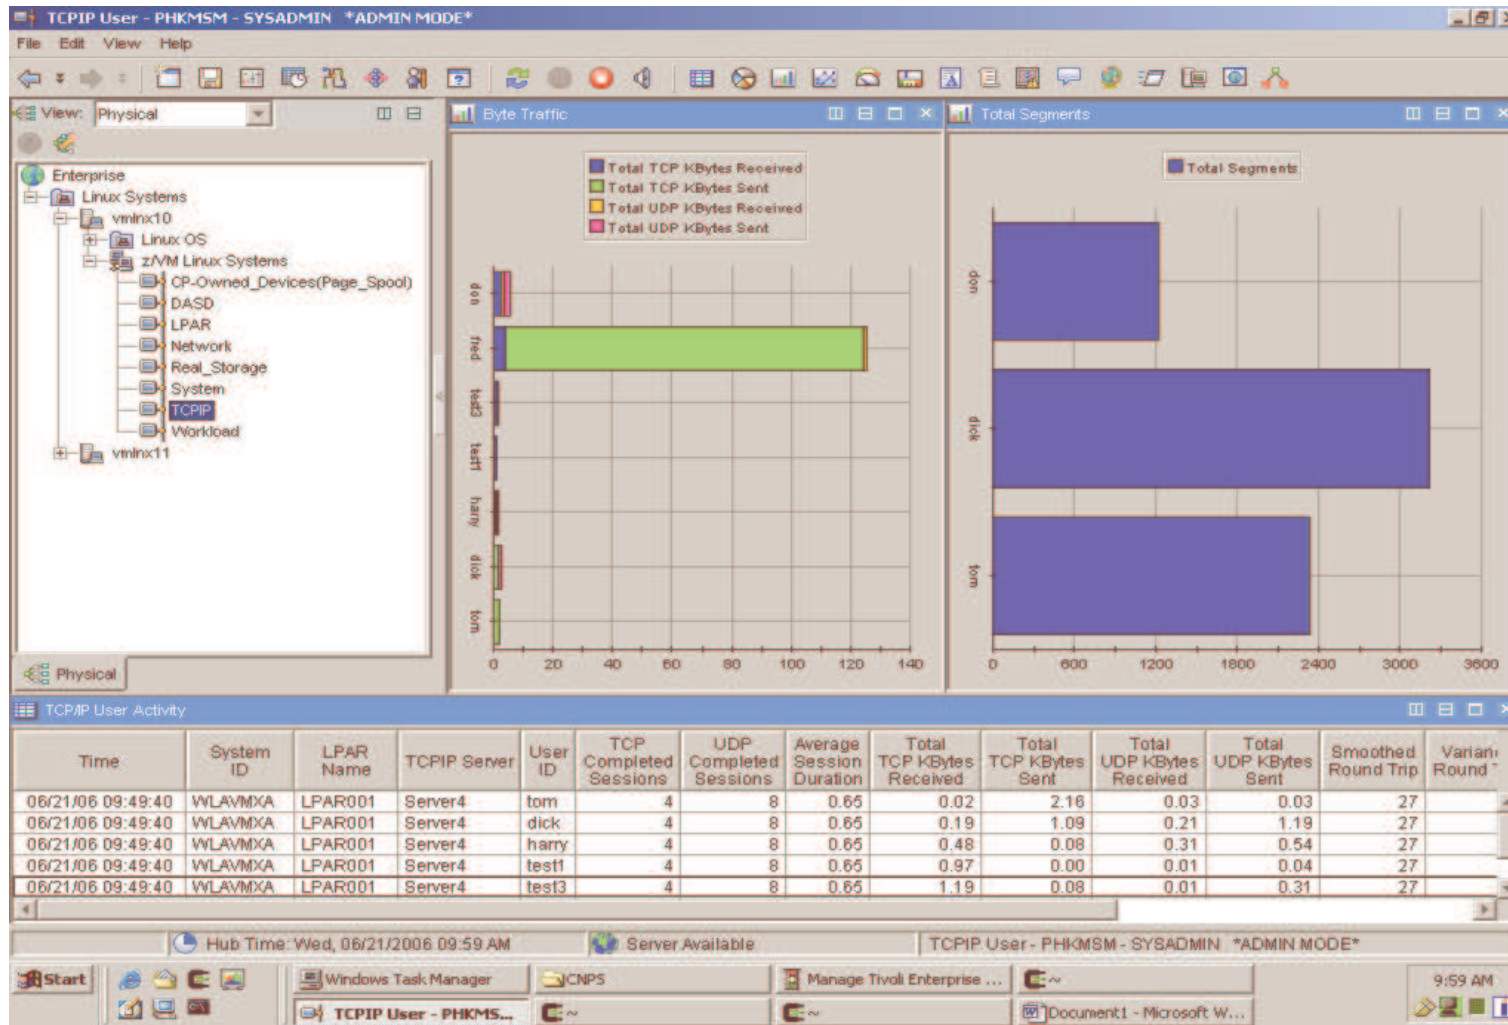 TCPIP User - PHKMSM - SYSADMIN *ADMIN MODE*
File Edit View Help
View: Physical
Enterprise
Linux Systems
vmlnx10
Linux OS
z/VM Linux Systems
CP-Owned_Devices(Page_Spool)
DASD
LPAR
Network
Real_Storage
System
TCPIP
Workload
vmlnx11
Physical
Byte Traffic
Total TCP KBytes Received
Total TCP KBytes Sent
Total UDP KBytes Received
Total UDP KBytes Sent
don
fred
test3
test1
harry
dick
tom
0 20 40 60 80 100 120 140
Total Segments
Total Segments
don
dick
tom
0 600 1200 1800 2400 3000 3600
TCP/IP User Activity
Time System ID LPAR Name TCPIP Server User ID TCP Completed Sessions UDP Completed Sessions Average Session Duration Total TCP KBytes Received Total TCP KBytes Sent Total UDP KBytes Received Total UDP KBytes Sent Smoothed Round Trip Varian Round
06/21/06 09:49:40 WLAVMXA LPAR001 Server4 tom 4 8 0.65 0.02 2.16 0.03 0.03 27
06/21/06 09:49:40 WLAVMXA LPAR001 Server4 dick 4 8 0.65 0.19 1.09 0.21 1.19 27
06/21/06 09:49:40 WLAVMXA LPAR001 Server4 harry 4 8 0.65 0.48 0.08 0.31 0.54 27
06/21/06 09:49:40 WLAVMXA LPAR001 Server4 test1 4 8 0.65 0.97 0.00 0.01 0.04 27
06/21/06 09:49:40 WLAVMXA LPAR001 Server4 test3 4 8 0.65 1.19 0.08 0.01 0.31 27
Hub Time: Wed, 06/21/2006 09:59 AM Server Available TCPIP User - PHKMSM - SYSADMIN *ADMIN MODE*
Start Windows Task Manager CNPS Manage Tivoli Enterprise ... ~ 9:59 AM
TCPIP User - PHKMS... ~ ~ Document1 - Microsoft W...